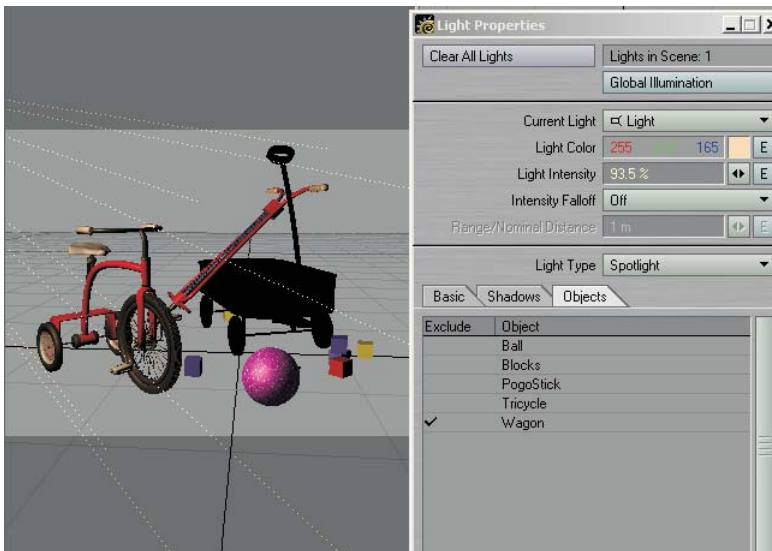 Light Properties
Clear All Lights
Lights in Scene: 1
Global Illumination
Current Light
Light
Light Color
255
165
E
Light Intensity
93.5 %
E
Intensity Falloff
Off
Range/Nominal Distance
1 m
E
Light Type
Spotlight
Basic
Shadows
Objects
Exclude
Object
Ball
Blocks
PogoStick
Tricycle
Wagon